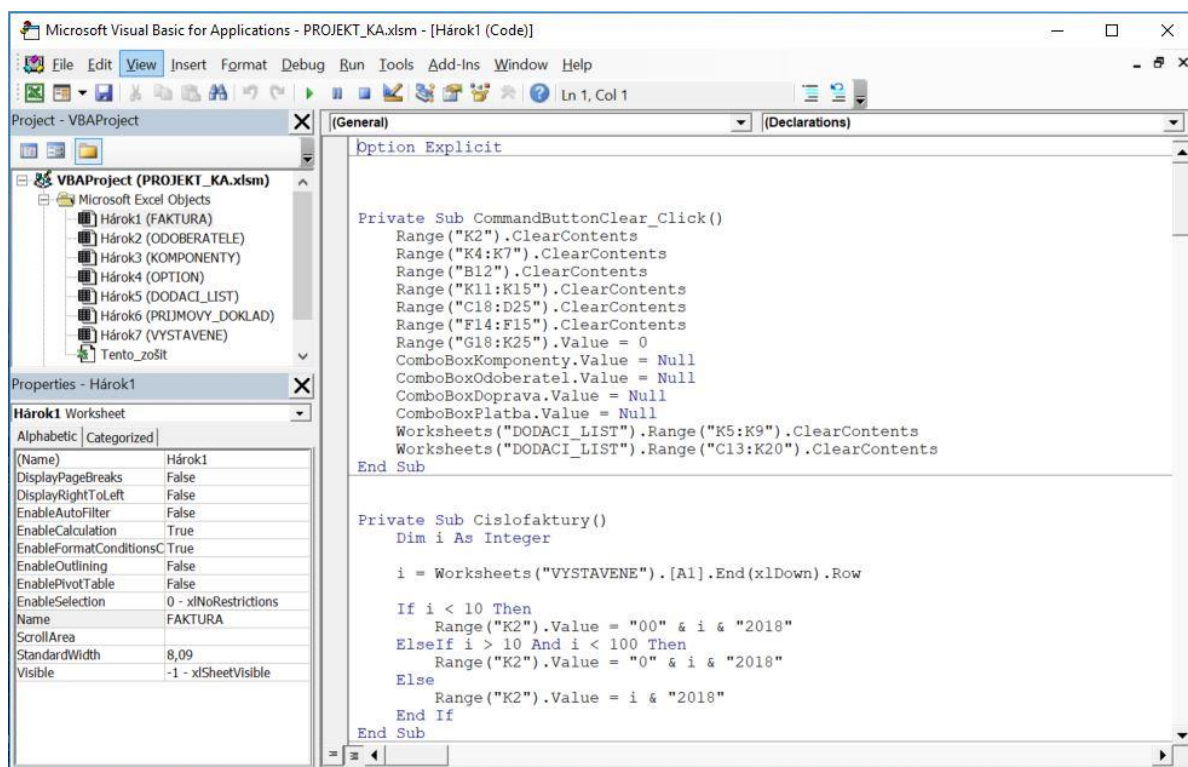 Microsoft Visual Basic for Applications - PROJEKT_KA.xlsm - [Hárok1 (Code)]
File Edit View Insert Format Debug Run Tools Add-Ins Window Help
Ln 1, Col 1
Project - VBAProject
VBAProject (PROJEKT_KA.xlsm)
Microsoft Excel Objects
Hárok1 (FAKTURA)
Hárok2 (ODOBERATELE)
Hárok3 (KOMPONENTY)
Hárok4 (OPTION)
Hárok5 (DODACI_LIST)
Hárok6 (PRIJMOVY_DOKLAD)
Hárok7 (VYSTAVENE)
Tento_zošit
Properties - Hárok1
Hárok1 Worksheet
Alphabetic Categorized
(Name) Hárok1
DisplayPageBreaks False
DisplayRightToLeft False
EnableAutoFilter False
EnableCalculation True
EnableFormatConditionsC True
EnableOutlining False
EnablePivotTable False
EnableSelection 0 - xlNoRestrictions
Name FAKTURA
ScrollArea
StandardWidth 8,09
Visible -1 - xlSheetVisible
(General) (Declarations)
Option Explicit
Private Sub CommandButtonClear_Click()
Range("K2").ClearContents
Range("K4:K7").ClearContents
Range("B12").ClearContents
Range("K11:K15").ClearContents
Range("C18:D25").ClearContents
Range("F14:F15").ClearContents
Range("G18:K25").Value = 0
ComboBoxKomponenty.Value = Null
ComboBoxOdoberatel.Value = Null
ComboBoxDoprava.Value = Null
ComboBoxPlatba.Value = Null
Worksheets("DODACI_LIST").Range("K5:K9").ClearContents
Worksheets("DODACI_LIST").Range("C13:K20").ClearContents
End Sub
Private Sub Cislofaktury()
Dim i As Integer
i = Worksheets("VYSTAVENE").[A1].End(xlDown).Row
If i < 10 Then
Range("K2").Value = "00" & i & "2018"
ElseIf i > 10 And i < 100 Then
Range("K2").Value = "0" & i & "2018"
Else
Range("K2").Value = i & "2018"
End If
End Sub